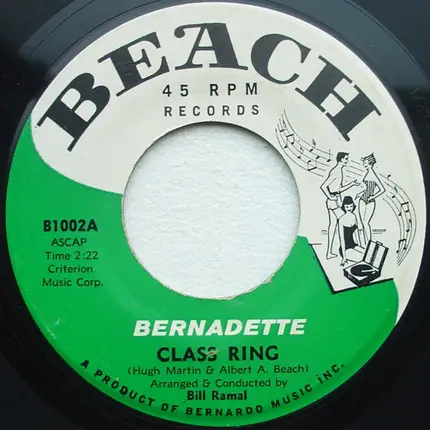 BEACH
45 RPM
RECORDS
B1002A
ASCAP
Time 2:22
Criterion
Music Corp.
BERNADETTE
CLASS RING
(Hugh Martin & Albert A. Beach)
Arranged & Conducted by
Bill Ramal
A PRODUCT OF BERNARDO MUSIC INC.